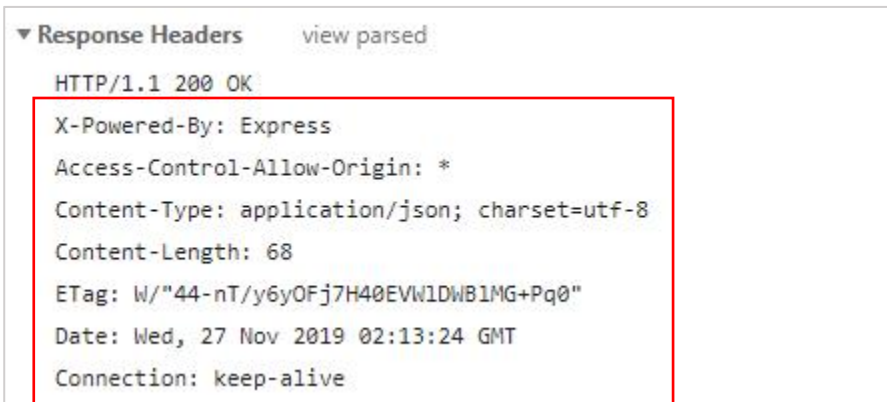 ▼ Response Headers view parsed
HTTP/1.1 200 OK
X-Powered-By: Express
Access-Control-Allow-Origin: *
Content-Type: application/json; charset=utf-8
Content-Length: 68
ETag: W/"44-nT/y6yOFj7H40EVWlDWBlMG+Pq0"
Date: Wed, 27 Nov 2019 02:13:24 GMT
Connection: keep-alive